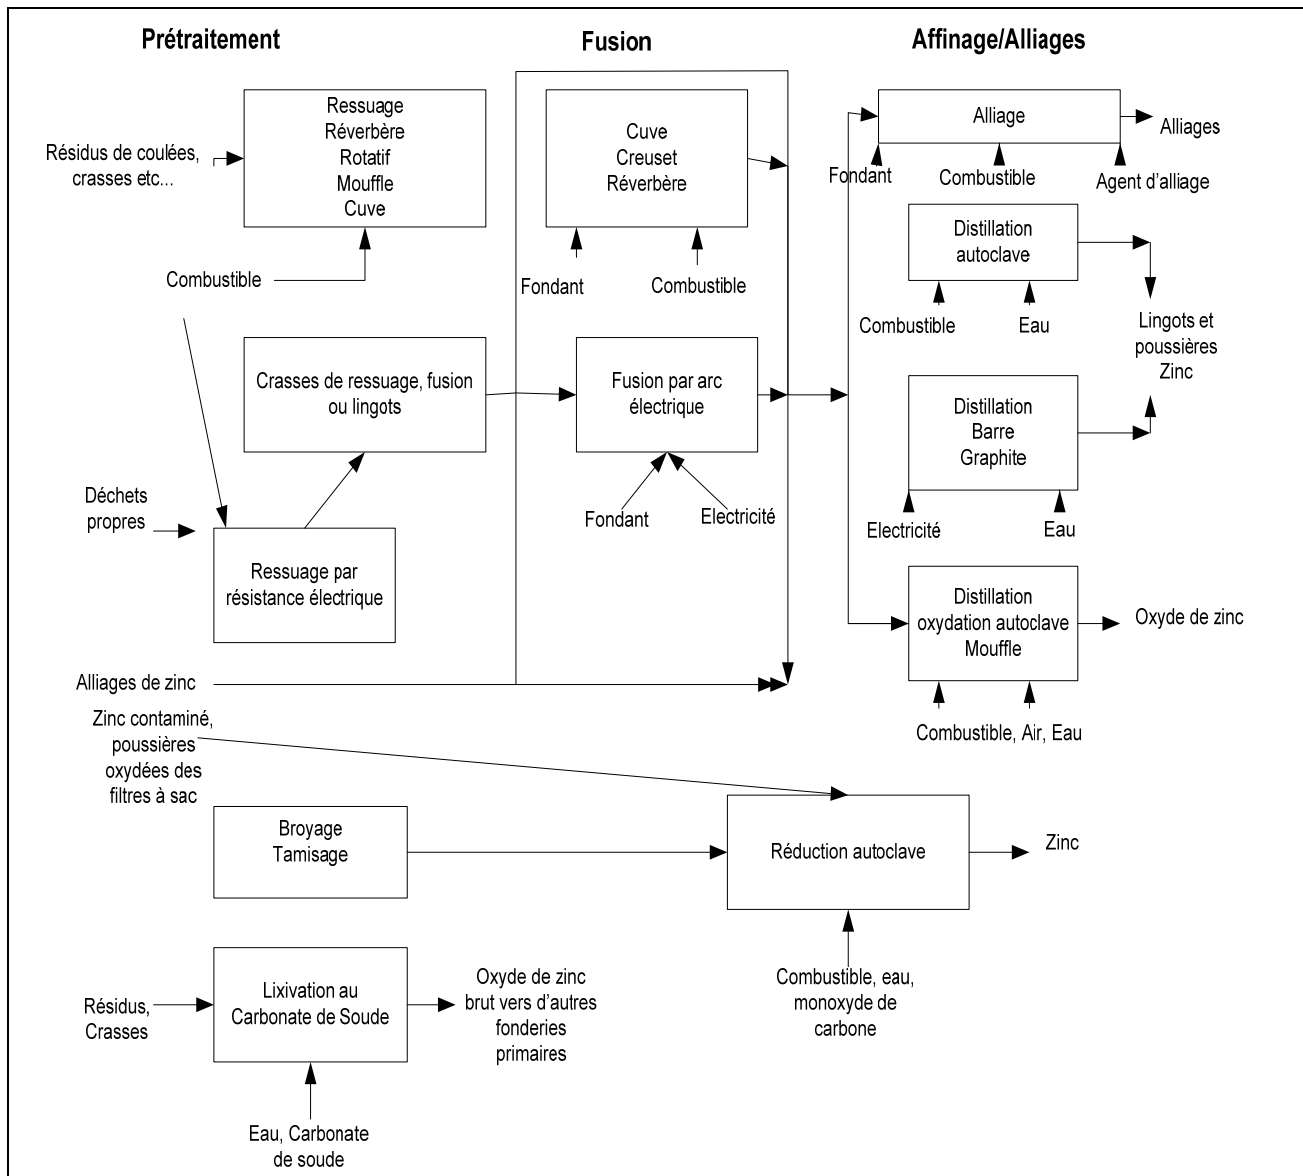 Prétraitement
Fusion
Affinage/Alliages
Ressuage
Réverbère
Rotatif
Mouffle
Cuve
Résidus de coulées,
crasses etc...
Combustible
Cuve
Creuset
Réverbère
Fondant
Combustible
Alliage
Alliages
Fondant
Combustible
Agent d'alliage
Distillation
autoclave
Combustible
Eau
Lingots et
poussières
Zinc
Crasses de ressuage, fusion
ou lingots
Fusion par arc
électrique
Fondant
Electricité
Distillation
Barre
Graphite
Electricité
Eau
Déchets
propres
Ressuage par
résistance électrique
Distillation
oxydation autoclave
Mouffle
Oxyde de zinc
Combustible, Air, Eau
Alliages de zinc
Zinc contaminé,
poussières
oxydées des
filtres à sac
Broyage
Tamisage
Réduction autoclave
Zinc
Combustible, eau,
monoxyde de
carbone
Résidus,
Crasses
Lixivation au
Carbonate de Soude
Oxyde de zinc
brut vers d'autres
fonderies
primaires
Eau, Carbonate
de soude